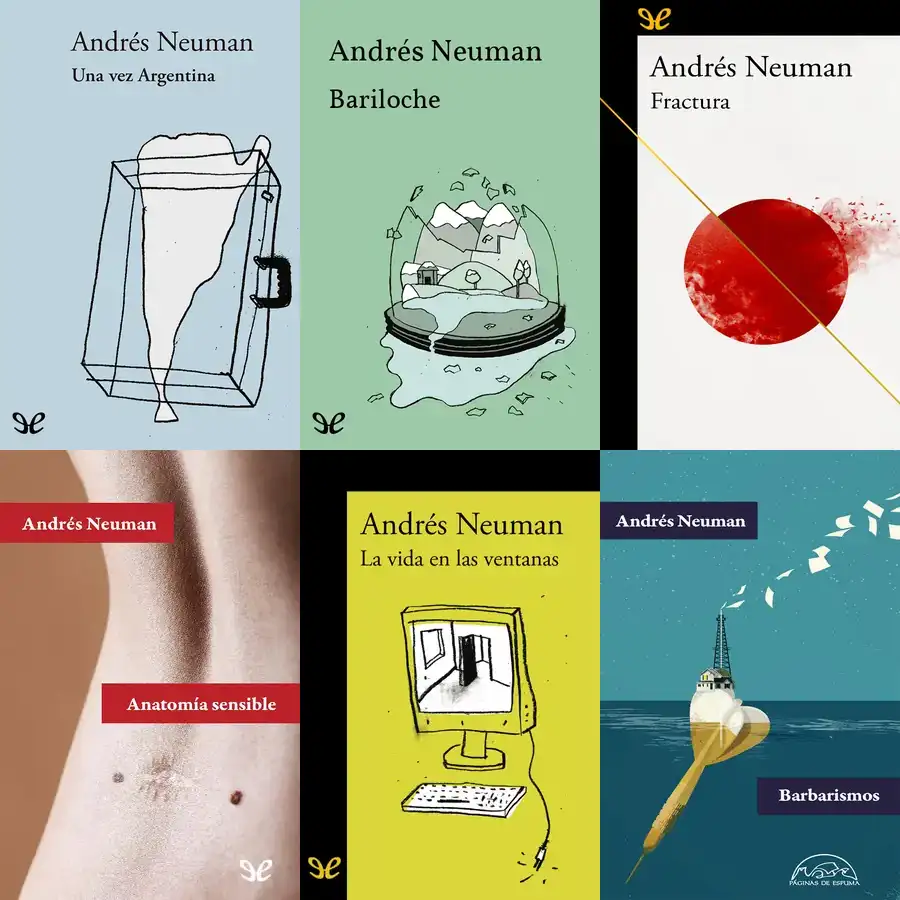 Andrés Neuman
Una vez Argentina
Andrés Neuman
Bariloche
Andrés Neuman
Fractura
Andrés Neuman
Anatomía sensible
Andrés Neuman
La vida en las ventanas
Andrés Neuman
Barbarismos
PÁGINAS DE ESPUMA